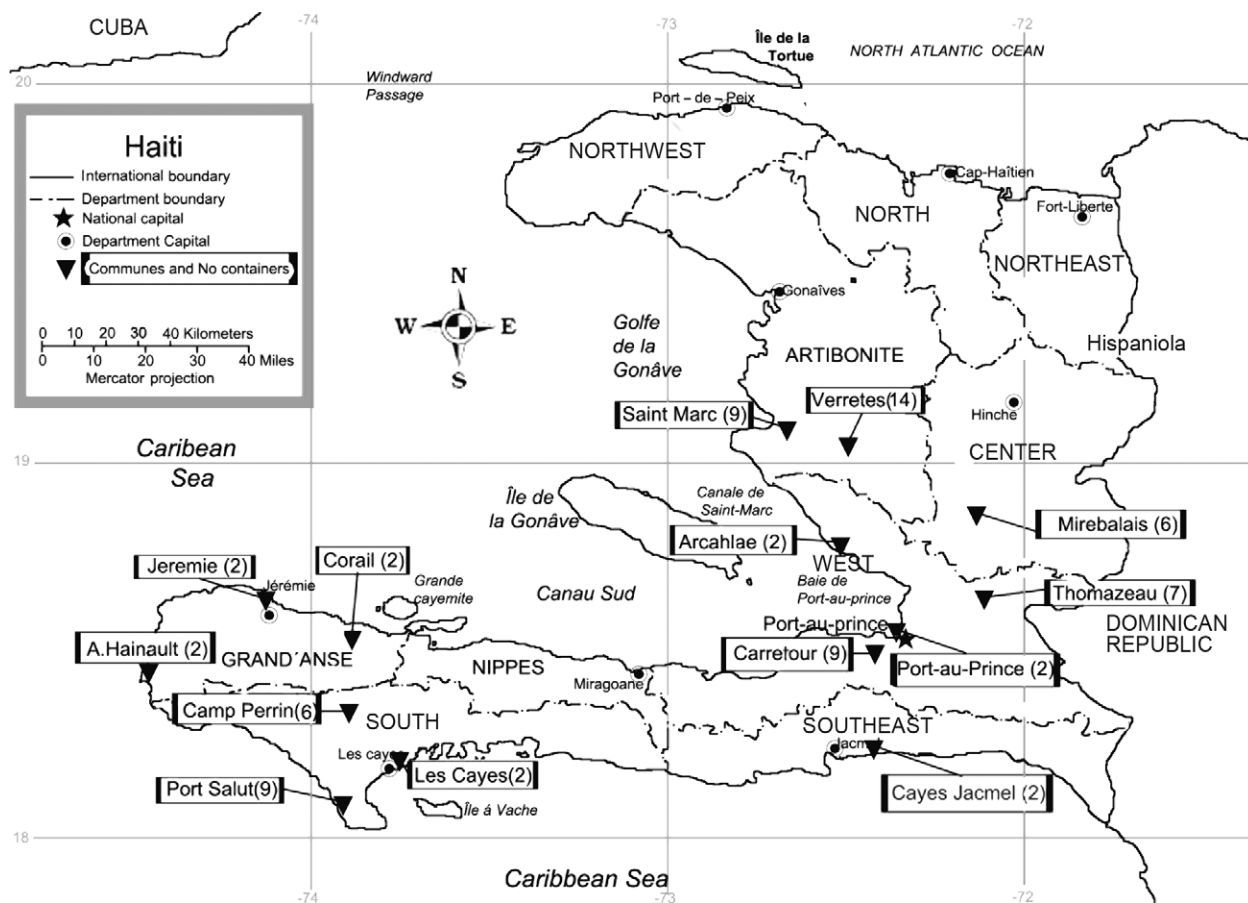 CUBA
-74
-73
-72
Île de la
Tortue
NORTH ATLANTIC OCEAN
20
Windward
Passage
Port-de-Peix
NORTHWEST
Haiti
International boundary
Department boundary
National capital
Department Capital
Communes and No containers
0 10 20 30 40 Kilometers
0 10 20 30 40 Miles
Mercator projection
Cap-Haîtien
NORTH
Fort-Liberte
NORTHEAST
N
W E
S
Gonaîves
Golfe
de la
Gonâve
Hispaniola
ARTIBONITE
Verretes(14)
Saint Marc (9)
Hinche
CENTER
Caribean
Sea
19
Île de
la Gonâve
Canale de
Saint-Marc
Mirebalais (6)
Arcahlae (2)
WEST
Jeremie (2)
Corail (2)
Jérémie
Grande
cayemite
Canau Sud
Baie de
Port-au-prince
Thomazeau (7)
DOMINICAN
REPUBLIC
Port-au-prince
A.Hainault (2)
GRAND'ANSE
NIPPES
Carretour (9)
Port-au-Prince (2)
Miragoane
Camp Perrin(6)
SOUTH
SOUTHEAST
Jacm
Les caye
Les Cayes(2)
Port Salut(9)
Île á Vache
Cayes Jacmel (2)
18
Caribbean Sea
-74
-73
-72